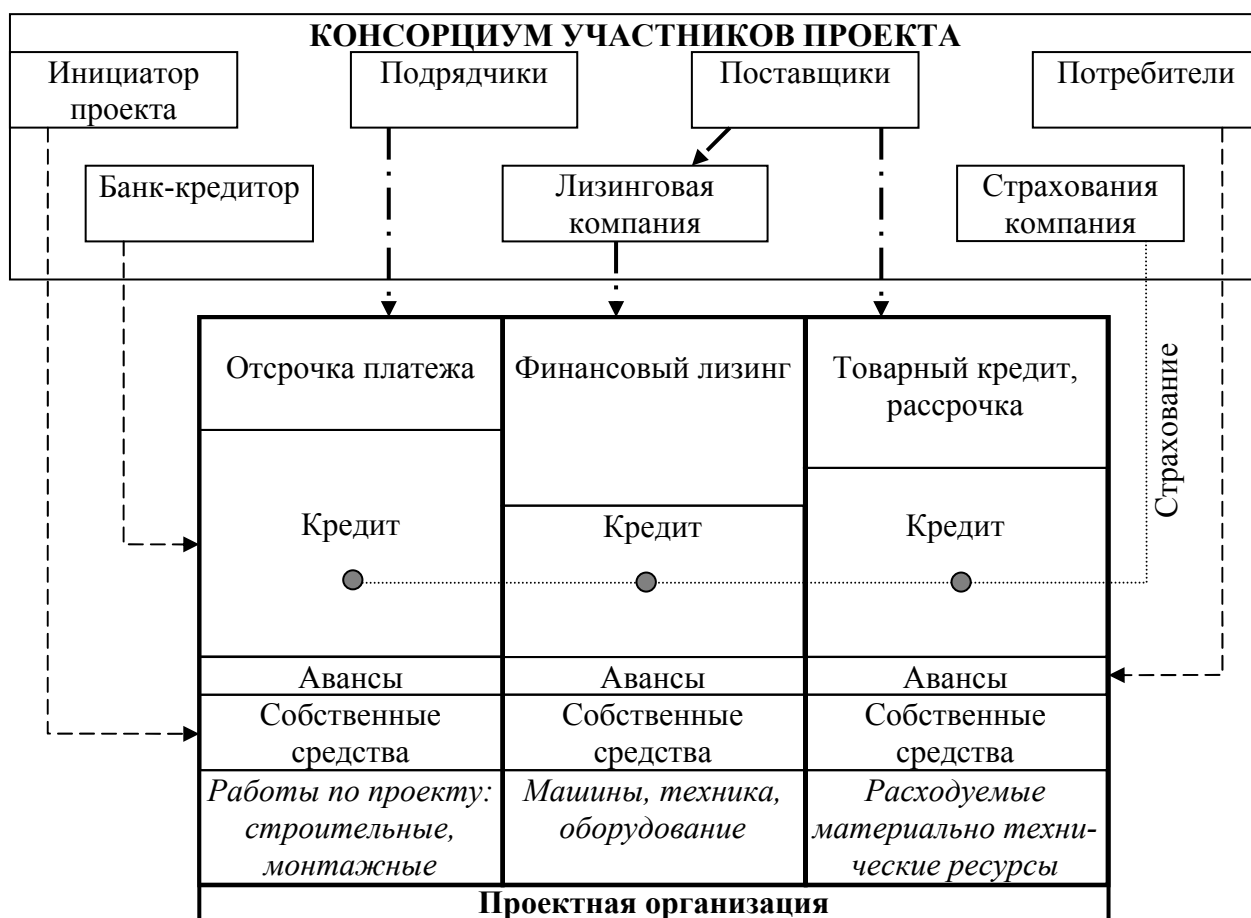 КОНСОРЦИУМ УЧАСТНИКОВ ПРОЕКТА
Инициатор
проекта
Подрядчики
Поставщики
Потребители
Банк-кредитор
Лизинговая
компания
Страхования
компания
Отсрочка платежа
Финансовый лизинг
Товарный кредит,
рассрочка
Страхование
Кредит
Кредит
Кредит
Авансы
Авансы
Авансы
Собственные
средства
Собственные
средства
Собственные
средства
Работы по проекту:
строительные,
монтажные
Машины, техника,
оборудование
Расходуемые
материально техни-
ческие ресурсы
Проектная организация